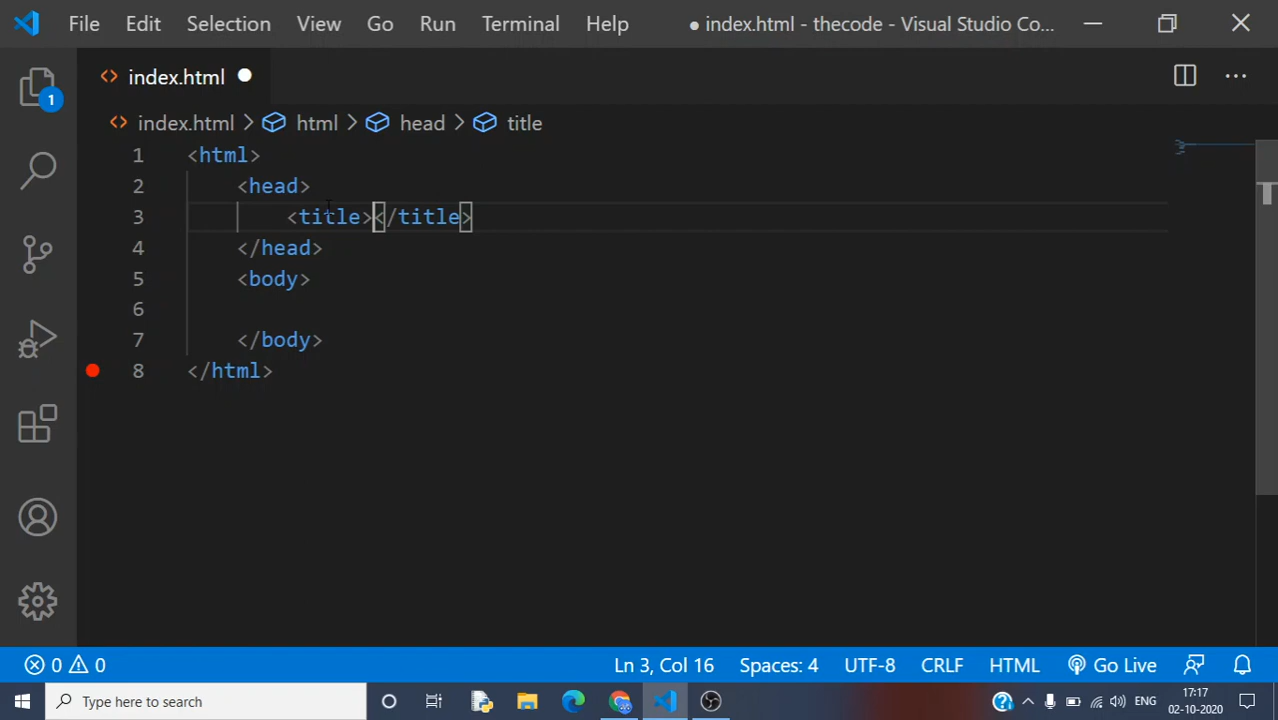 File Edit Selection View Go Run Terminal Help ● index.html - thecode - Visual Studio Co...
index.html
index.html > html > head > title
1 <html>
2 <head>
3 <title></title>
4 </head>
5 <body>
6
7 </body>
8 </html>
1
0 0 Ln 3, Col 16 Spaces: 4 UTF-8 CRLF HTML Go Live
Type here to search ENG 17:17
02-10-2020